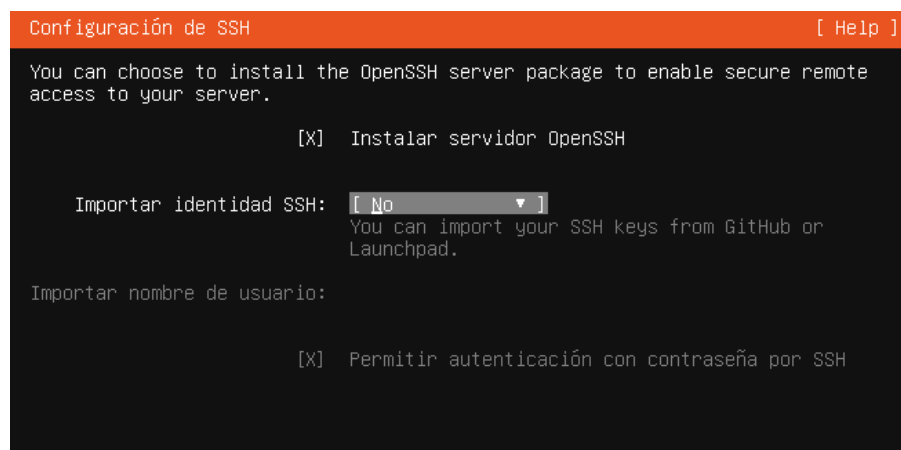 Configuración de SSH [ Help ]
You can choose to install the OpenSSH server package to enable secure remote
access to your server.
[X] Instalar servidor OpenSSH
Importar identidad SSH: [ No ▼ ]
You can import your SSH keys from GitHub or
Launchpad.
Importar nombre de usuario:
[X] Permitir autenticación con contraseña por SSH